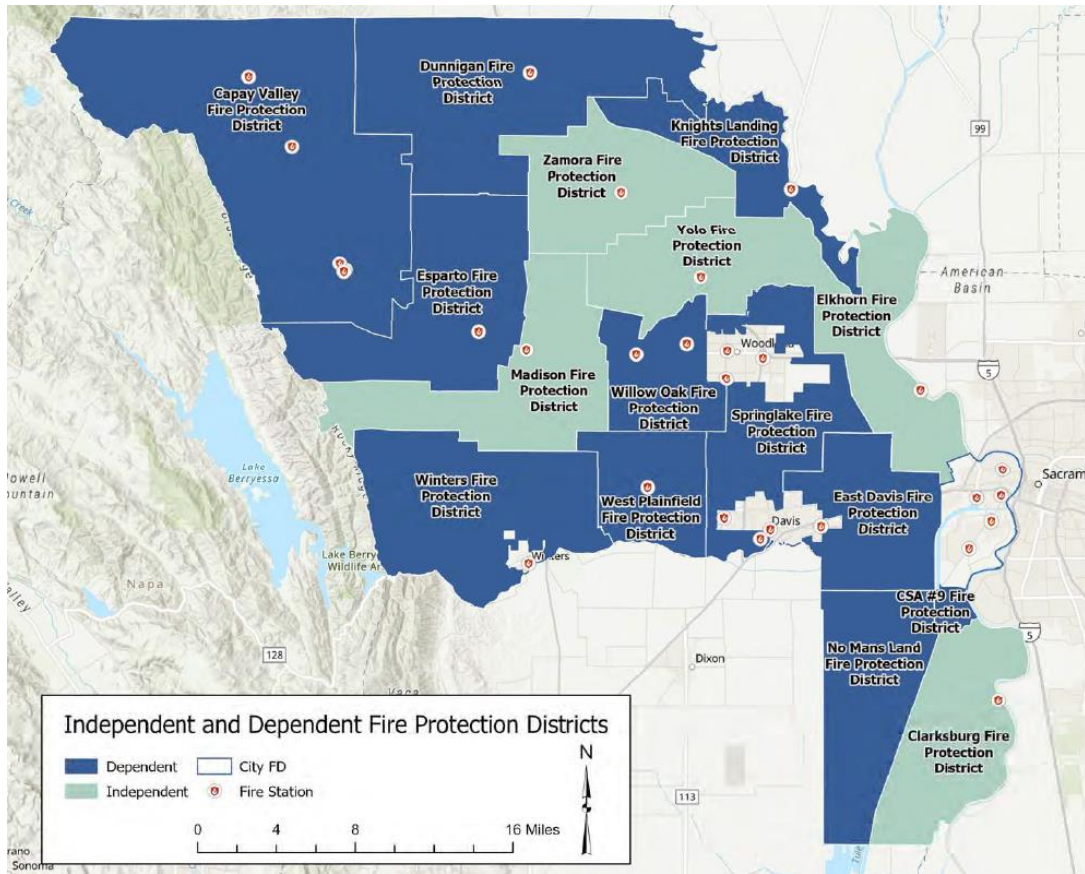 Capay Valley
Fire Protection
District
Dunnigan Fire
Protection
District
Knights Landing
Fire Protection
District
99
Zamora Fire
Protection
District
Yolo Fire
Protection
District
American
Basin
Esparto Fire
Protection
District
Elkhorn Fire
Protection
District
5
Madison Fire
Protection
District
Willow Oak Fire
Protection
District
Springlake Fire
Protection
District
Lake
Berryessa
Winters Fire
Protection
District
West Plainfield
Fire Protection
District
Davis
East Davis Fire
Protection
District
Sacram
Lake Berry
Wildlife Ar
Napa
CSA #9 Fire
Protection
District
5
No Mans Land
Fire Protection
District
128
Dixon
Clarksburg Fire
Protection
District
113
Independent and Dependent Fire Protection Districts
Dependent
City FD
Independent
Fire Station
N
0 4 8 16 Miles
Sonoma